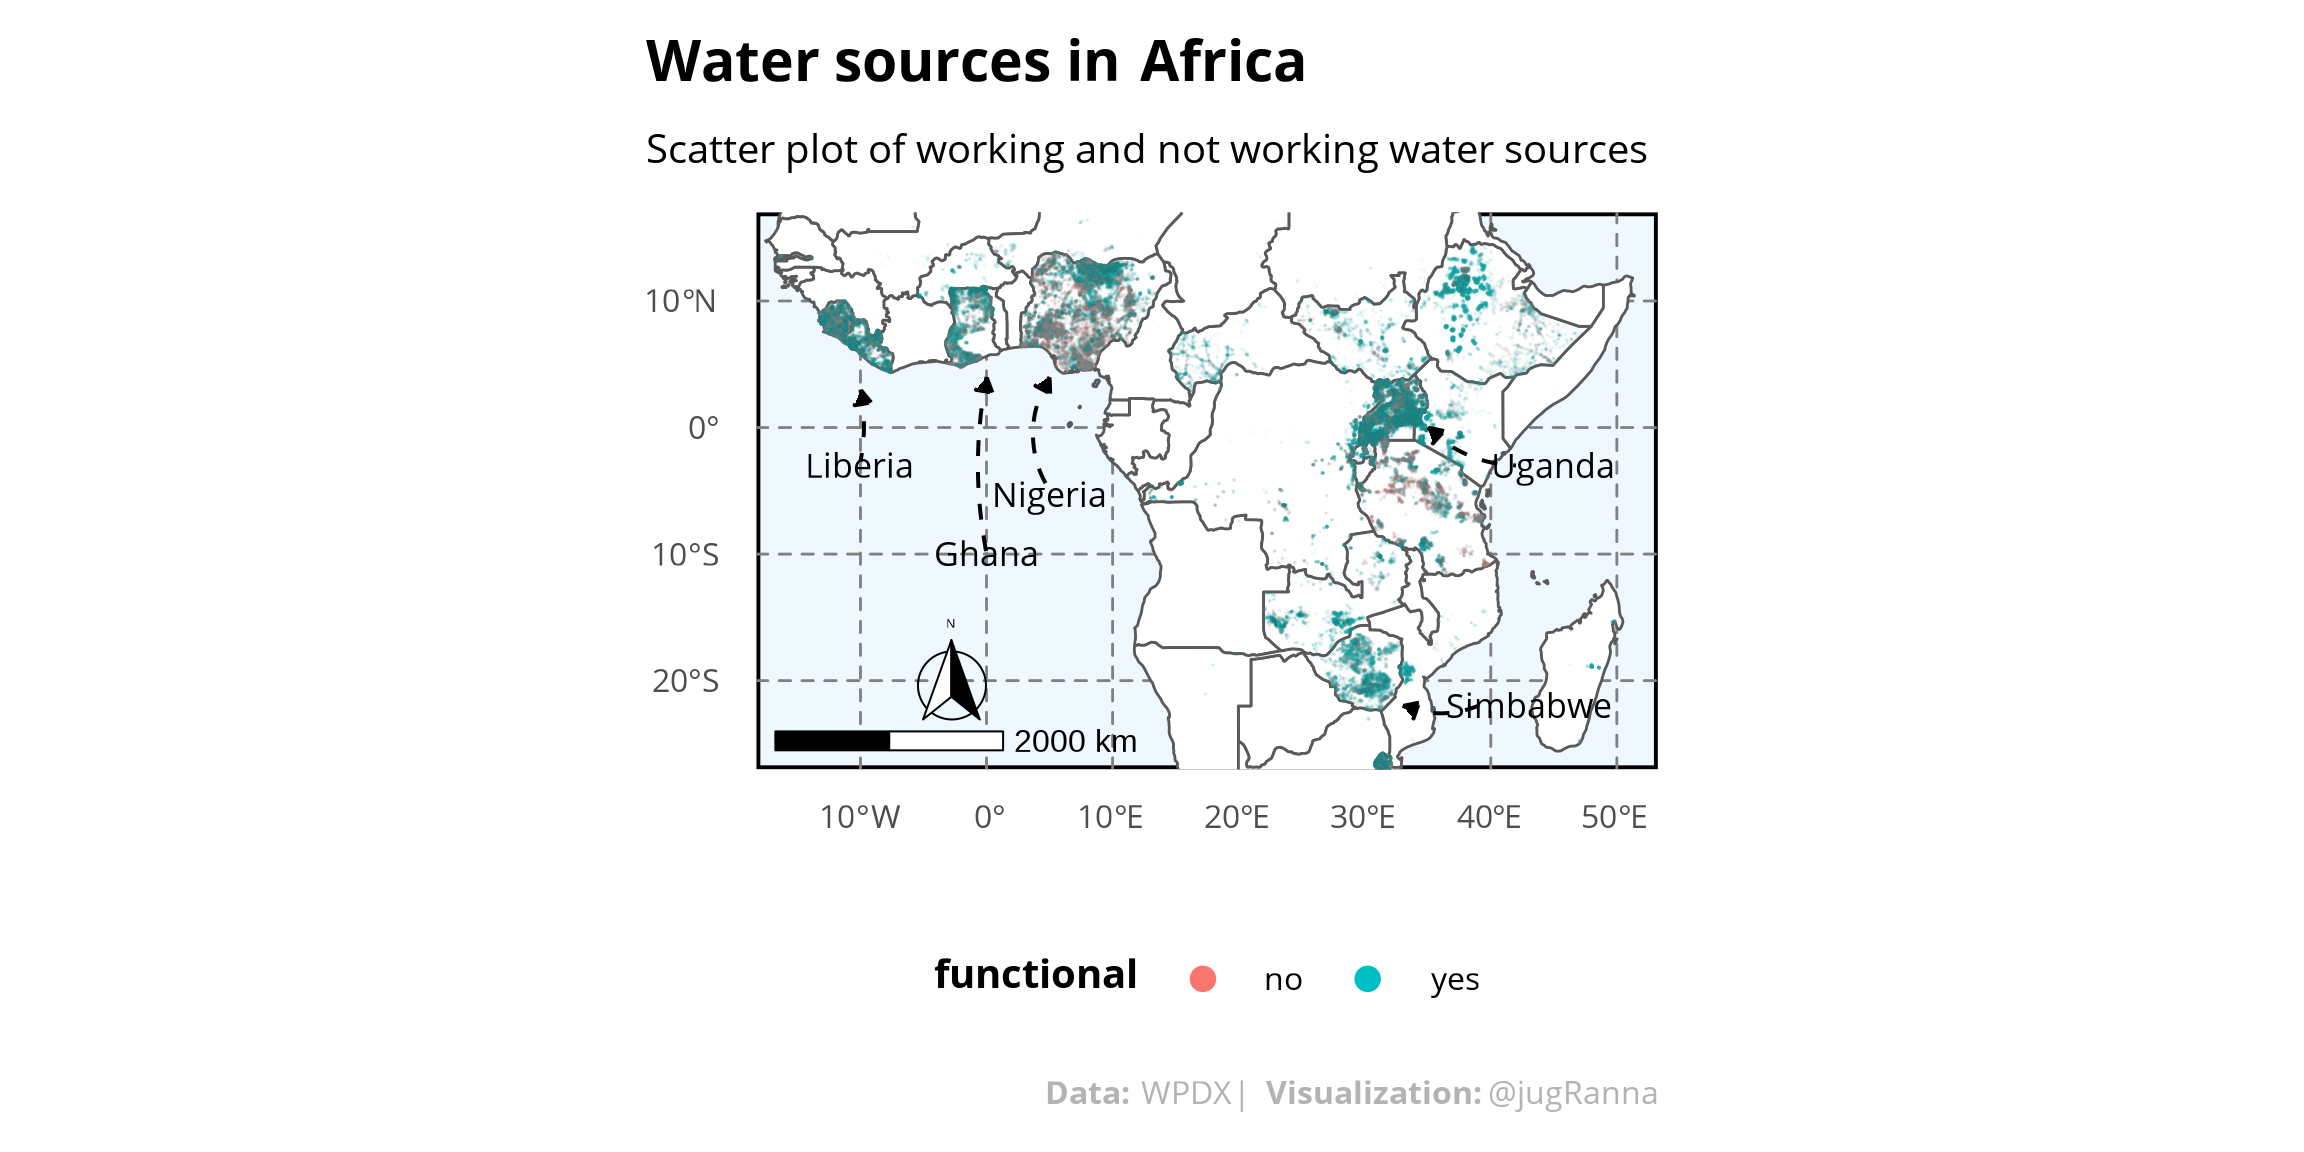 Water sources in Africa
Scatter plot of working and not working water sources
10°N
0°
10°S
20°S
Liberia
Nigeria
Ghana
Uganda
Simbabwe
N
2000 km
10°W 0° 10°E 20°E 30°E 40°E 50°E
functional no yes
Data: WPDX| Visualization: @jugRanna